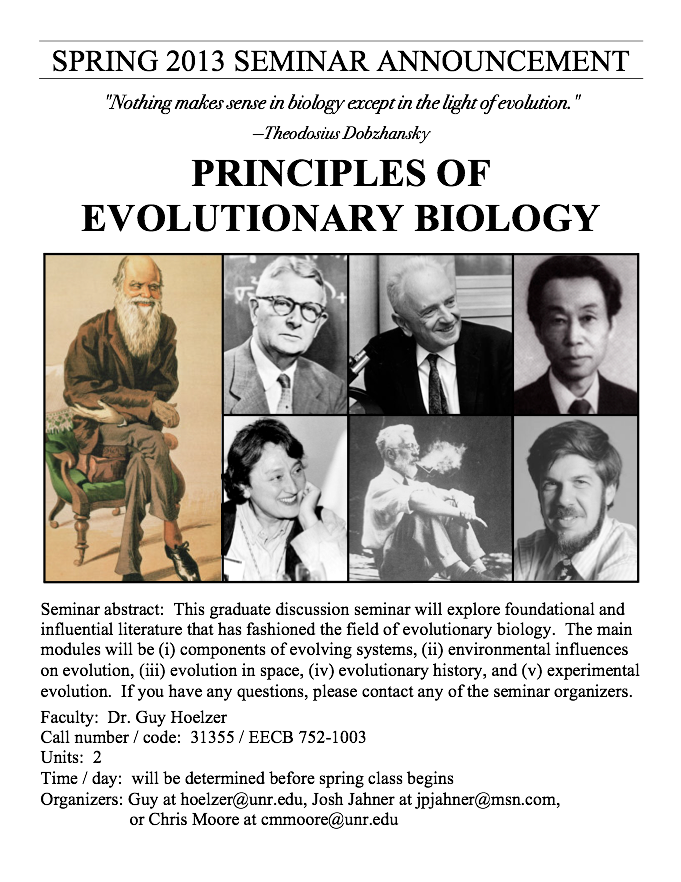 SPRING 2013 SEMINAR ANNOUNCEMENT
"Nothing makes sense in biology except in the light of evolution."
–Theodosius Dobzhansky
PRINCIPLES OF
EVOLUTIONARY BIOLOGY
Seminar abstract: This graduate discussion seminar will explore foundational and
influential literature that has fashioned the field of evolutionary biology. The main
modules will be (i) components of evolving systems, (ii) environmental influences
on evolution, (iii) evolution in space, (iv) evolutionary history, and (v) experimental
evolution. If you have any questions, please contact any of the seminar organizers.
Faculty: Dr. Guy Hoelzer
Call number / code: 31355 / EECB 752-1003
Units: 2
Time / day: will be determined before spring class begins
Organizers: Guy at hoelzer@unr.edu, Josh Jahner at jpjahner@msn.com,
or Chris Moore at cmmoore@unr.edu